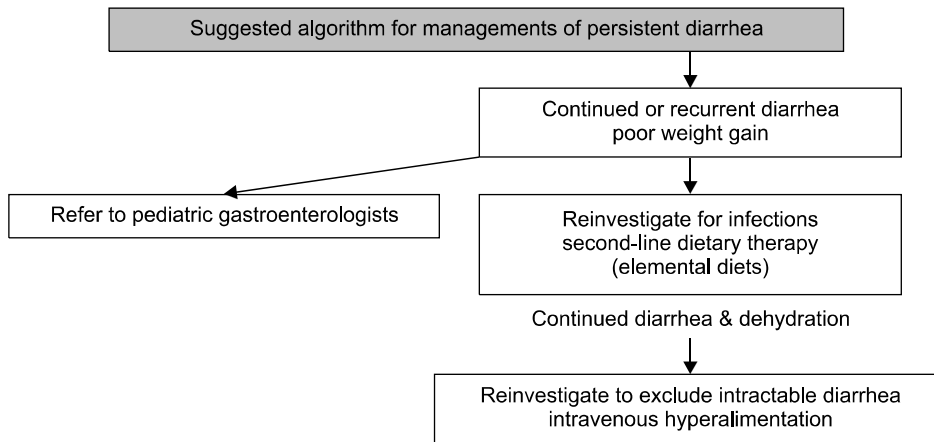 Suggested algorithm for managements of persistent diarrhea
Continued or recurrent diarrhea
poor weight gain
Refer to pediatric gastroenterologists
Reinvestigate for infections
second-line dietary therapy
(elemental diets)
Continued diarrhea & dehydration
Reinvestigate to exclude intractable diarrhea
intravenous hyperalimentation